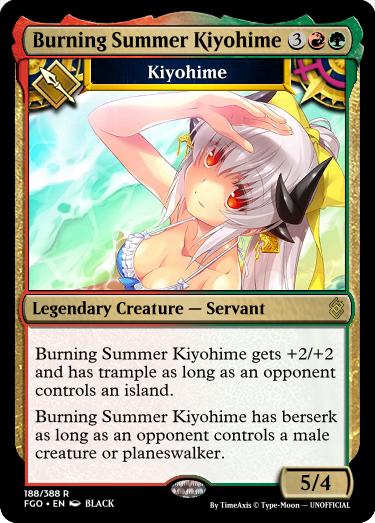 Burning Summer Kiyohime 3
Kiyohime
Legendary Creature — Servant
Burning Summer Kiyohime gets +2/+2
and has trample as long as an opponent
controls an island.
Burning Summer Kiyohime has berserk
as long as an opponent controls a male
creature or planeswalker.
5/4
188/388 R
FGO • EN BLACK
By TimeAxis © Type-Moon — UNOFFICIAL